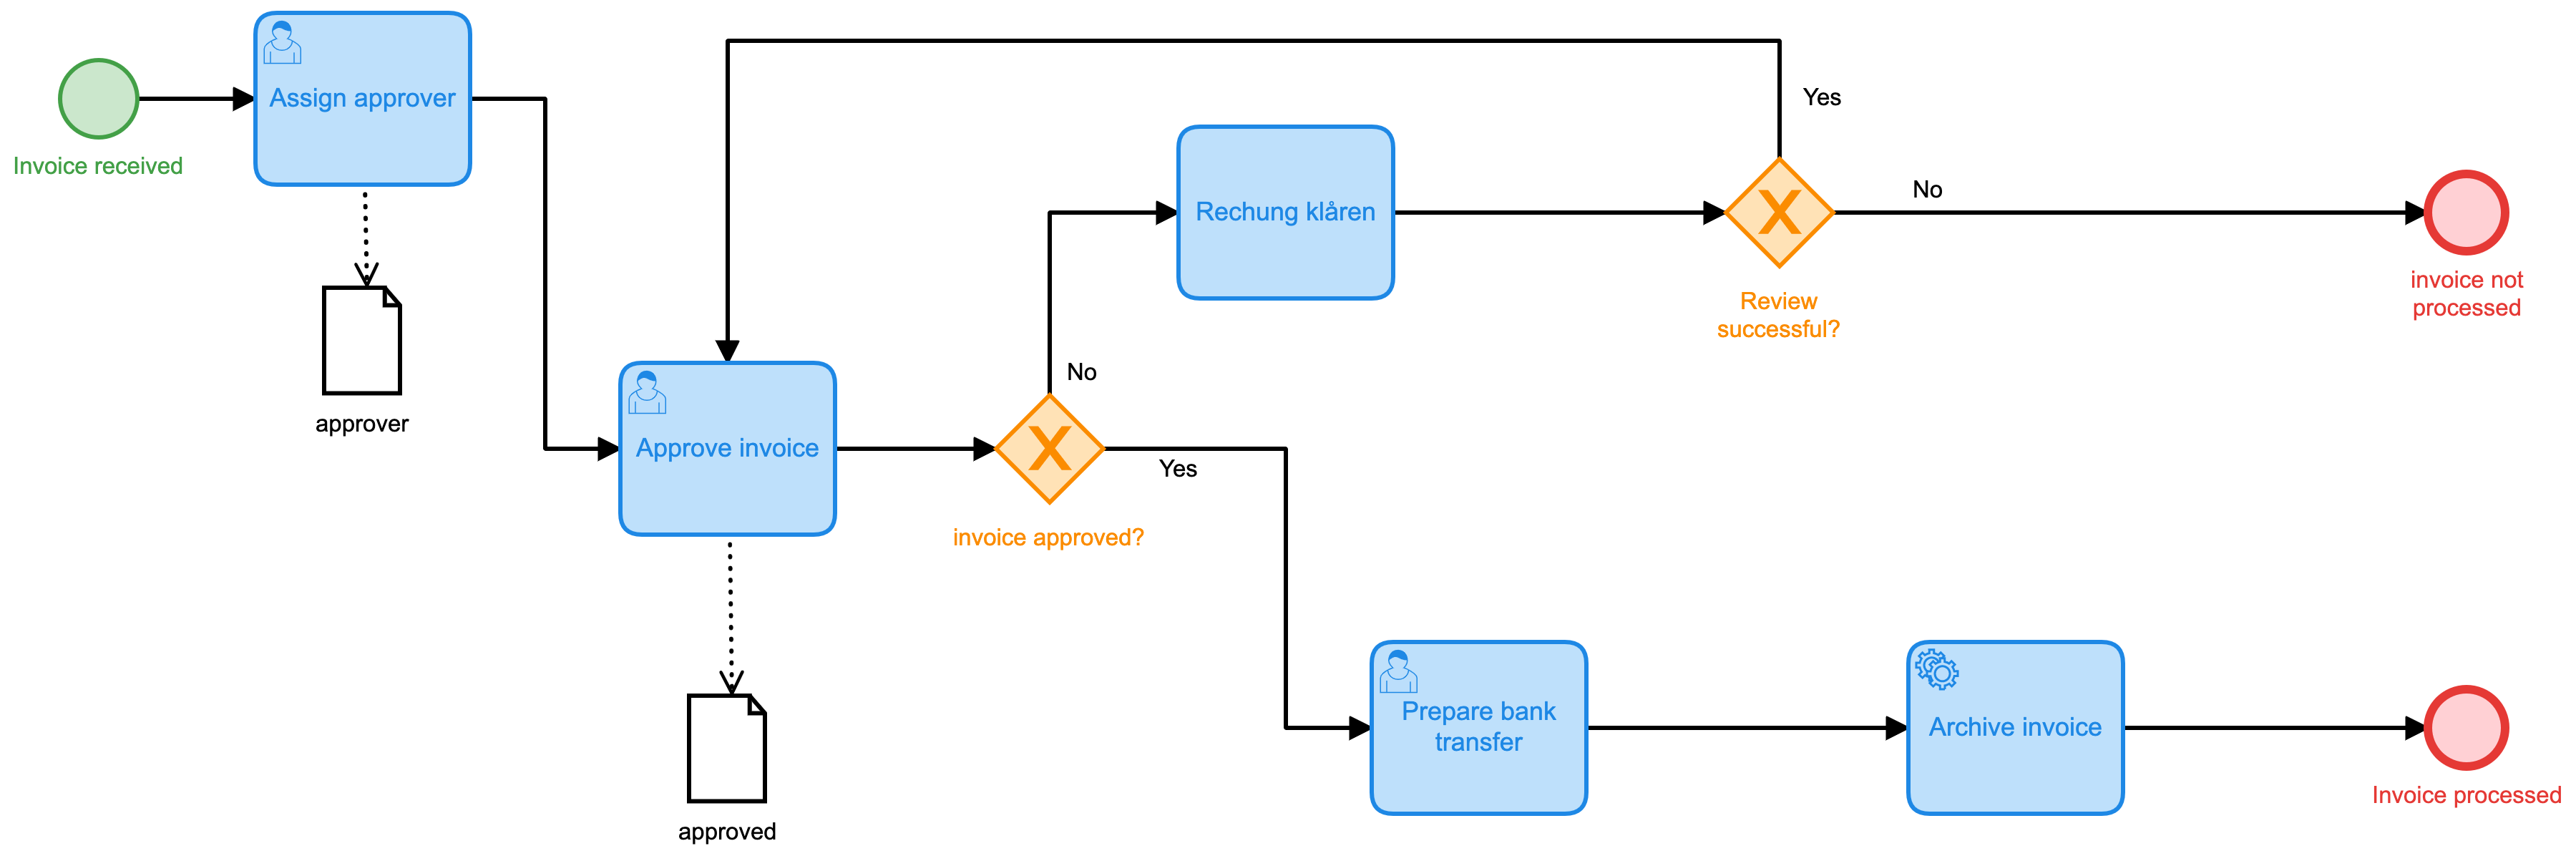 Invoice received
Assign approver
approver
Approve invoice
approved
invoice approved?
No
Yes
Rechung klåren
Review
successful?
Yes
No
invoice not
processed
Prepare bank
transfer
Archive invoice
Invoice processed